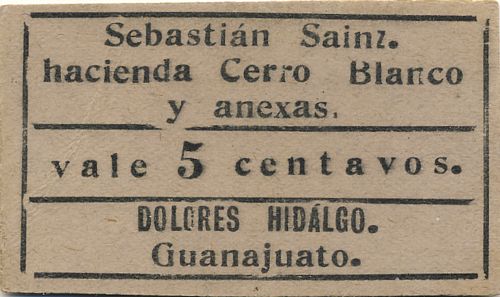 Sebastián Sainz.
hacienda Cerro Blanco
y anexas.
vale 5 centavos.
DOLORES HIDÁLGO.
Guanajuato.